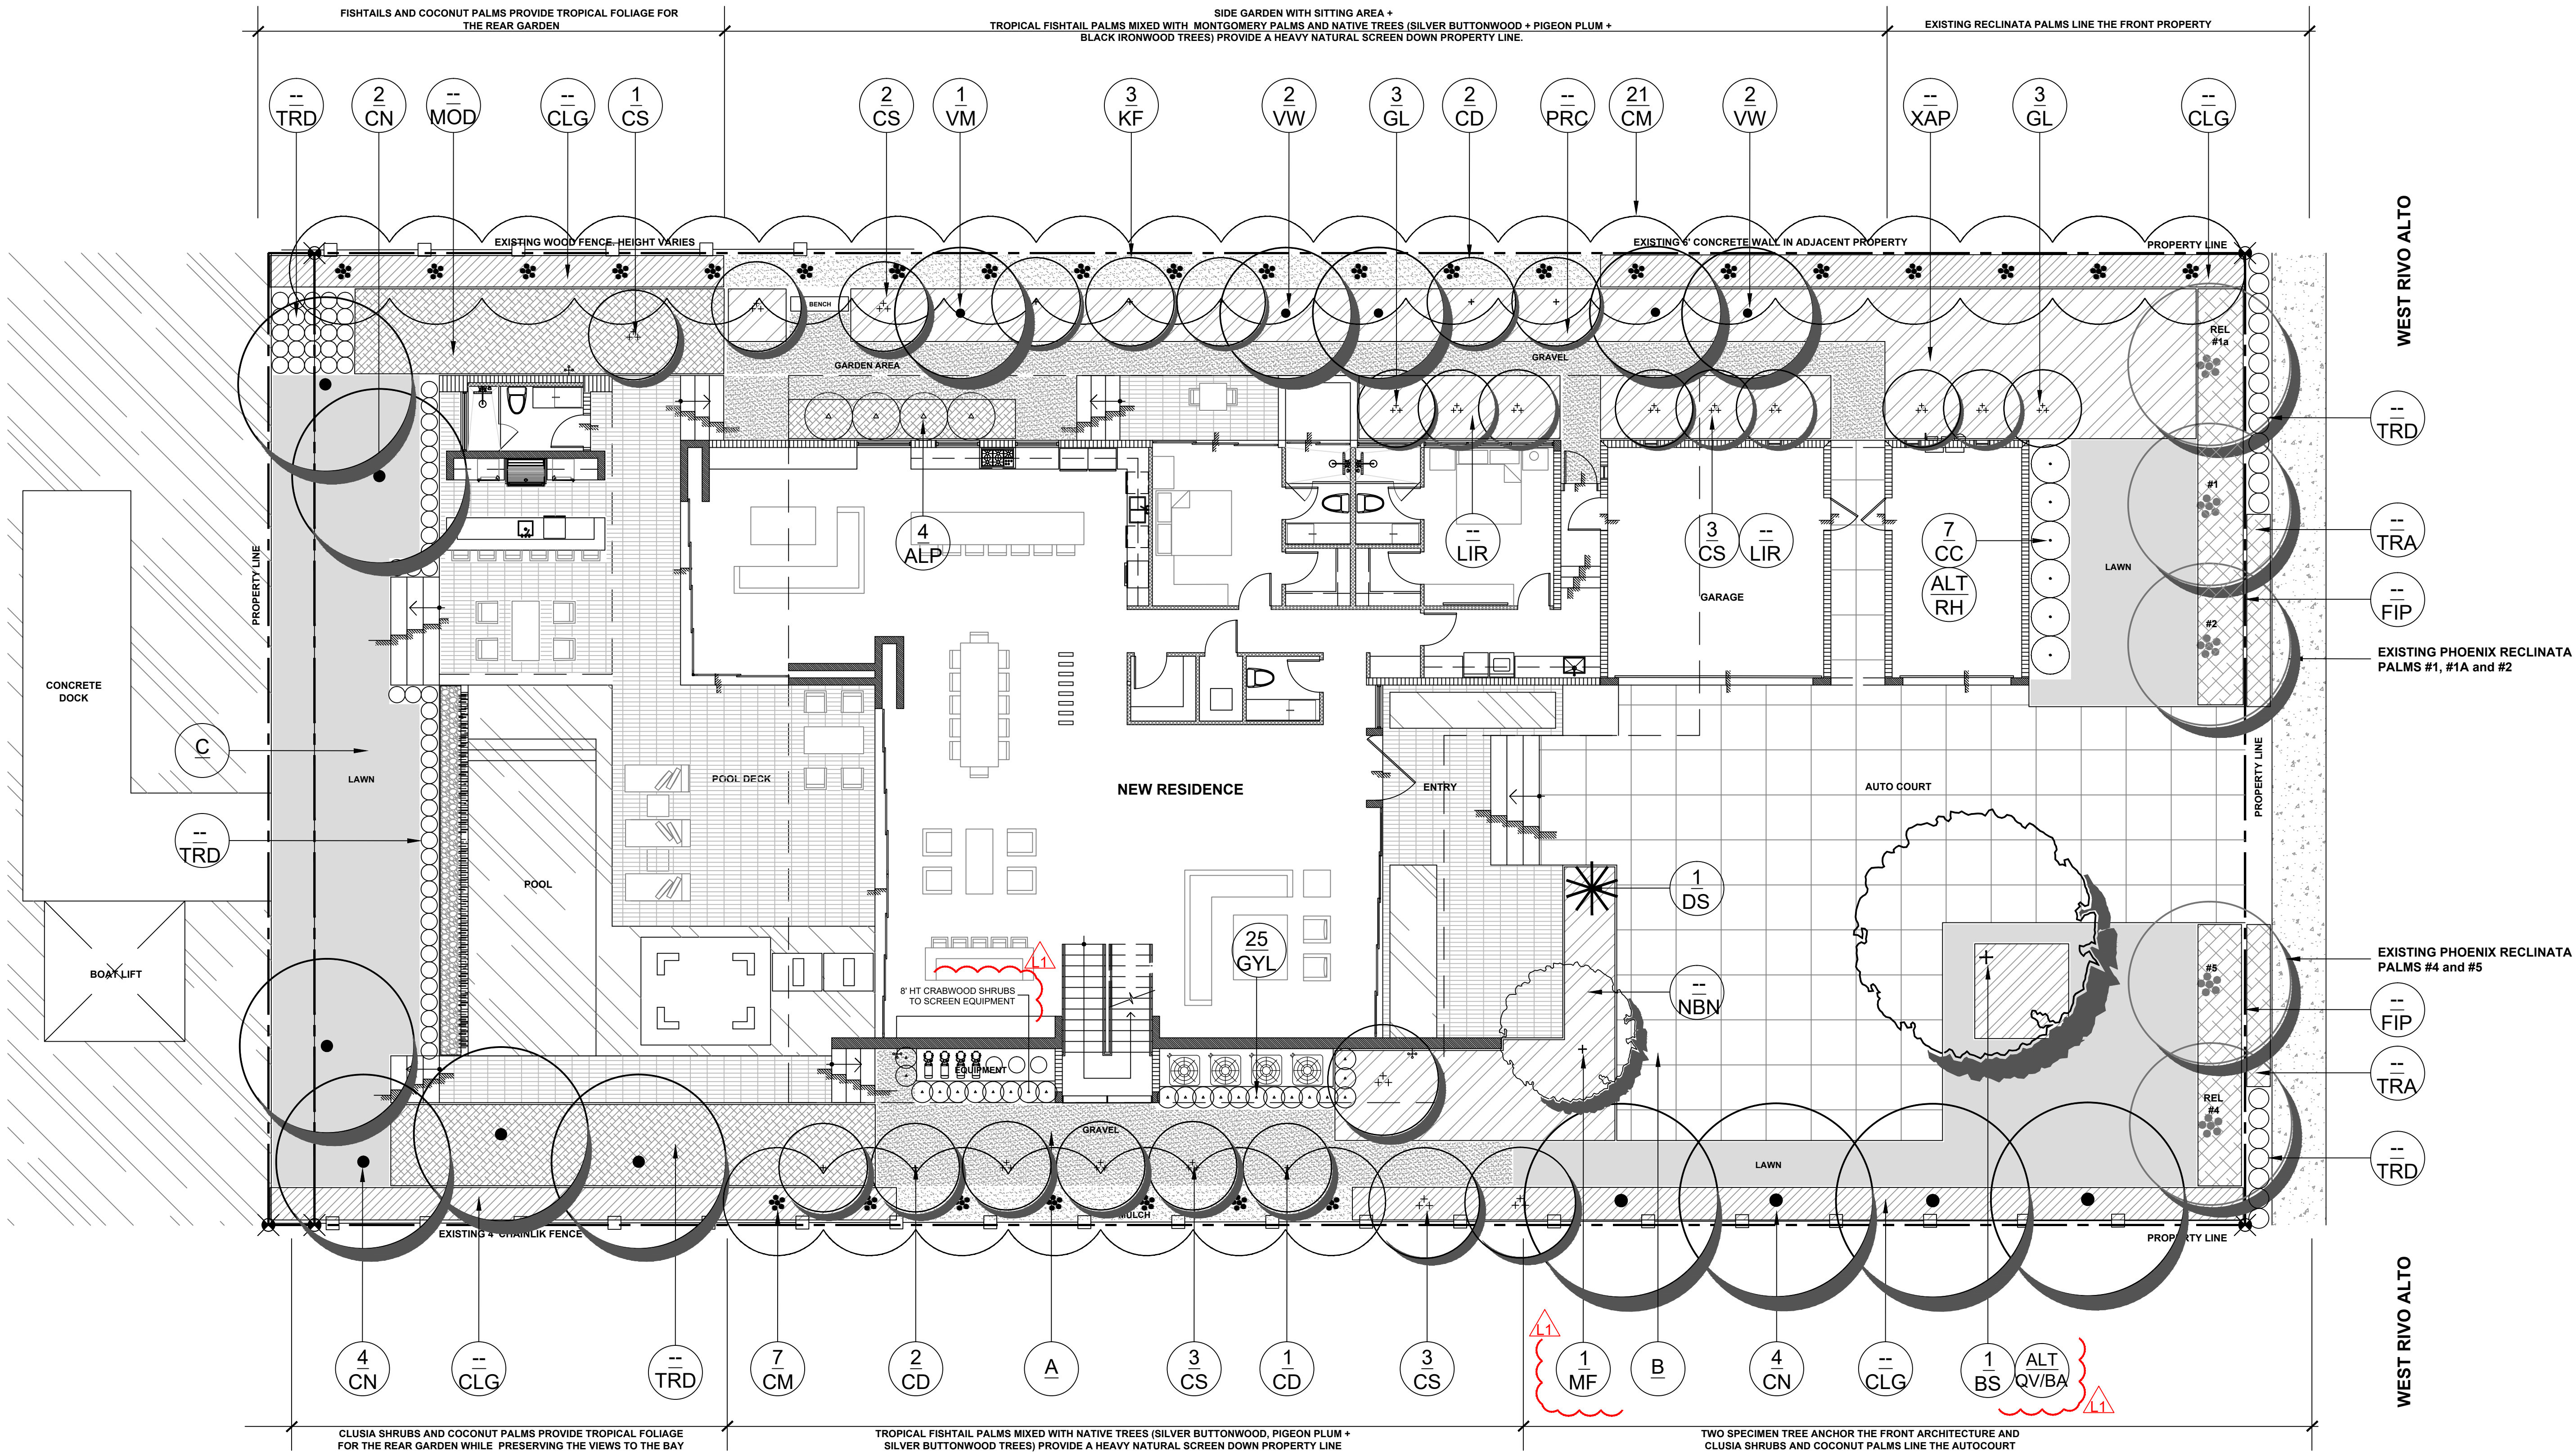 FISHTAILS AND COCONUT PALMS PROVIDE TROPICAL FOLIAGE FOR
THE REAR GARDEN
SIDE GARDEN WITH SITTING AREA +
TROPICAL FISHTAIL PALMS MIXED WITH MONTGOMERY PALMS AND NATIVE TREES (SILVER BUTTONWOOD + PIGEON PLUM +
BLACK IRONWOOD TREES) PROVIDE A HEAVY NATURAL SCREEN DOWN PROPERTY LINE.
EXISTING RECLINATA PALMS LINE THE FRONT PROPERTY
--
TRD
2
CN
--
MOD
--
CLG
1
CS
2
CS
1
VM
3
KF
2
VW
3
GL
2
CD
--
PRC
21
CM
2
VW
--
XAP
3
GL
--
CLG
WEST RIVO ALTO
EXISTING WOOD FENCE. HEIGHT VARIES
EXISTING 6' CONCRETE WALL IN ADJACENT PROPERTY
PROPERTY LINE
BENCH
GARDEN AREA
GRAVEL
REL
#1a
--
TRD
#1
4
ALP
--
LIR
3
CS
--
LIR
7
CC
ALT
RH
LAWN
--
TRA
PROPERTY LINE
GARAGE
--
FIP
#2
EXISTING PHOENIX RECLINATA
PALMS #1, #1A and #2
CONCRETE
DOCK
C
LAWN
POOL DECK
NEW RESIDENCE
ENTRY
AUTO COURT
PROPERTY LINE
--
TRD
POOL
1
DS
25
GYL
EXISTING PHOENIX RECLINATA
PALMS #4 and #5
BOAT LIFT
L1
8' HT CRABWOOD SHRUBS
TO SCREEN EQUIPMENT
--
NBN
#5
--
FIP
EQUIPMENT
--
TRA
REL
#4
GRAVEL
LAWN
--
TRD
MULCH
EXISTING 4' CHAINLIK FENCE
PROPERTY LINE
WEST RIVO ALTO
L1
4
CN
--
CLG
--
TRD
7
CM
2
CD
A
3
CS
1
CD
3
CS
1
MF
B
4
CN
--
CLG
1
BS
ALT
QV/BA
L1
CLUSIA SHRUBS AND COCONUT PALMS PROVIDE TROPICAL FOLIAGE
FOR THE REAR GARDEN WHILE PRESERVING THE VIEWS TO THE BAY
TROPICAL FISHTAIL PALMS MIXED WITH NATIVE TREES (SILVER BUTTONWOOD, PIGEON PLUM +
SILVER BUTTONWOOD TREES) PROVIDE A HEAVY NATURAL SCREEN DOWN PROPERTY LINE
TWO SPECIMEN TREE ANCHOR THE FRONT ARCHITECTURE AND
CLUSIA SHRUBS AND COCONUT PALMS LINE THE AUTOCOURT